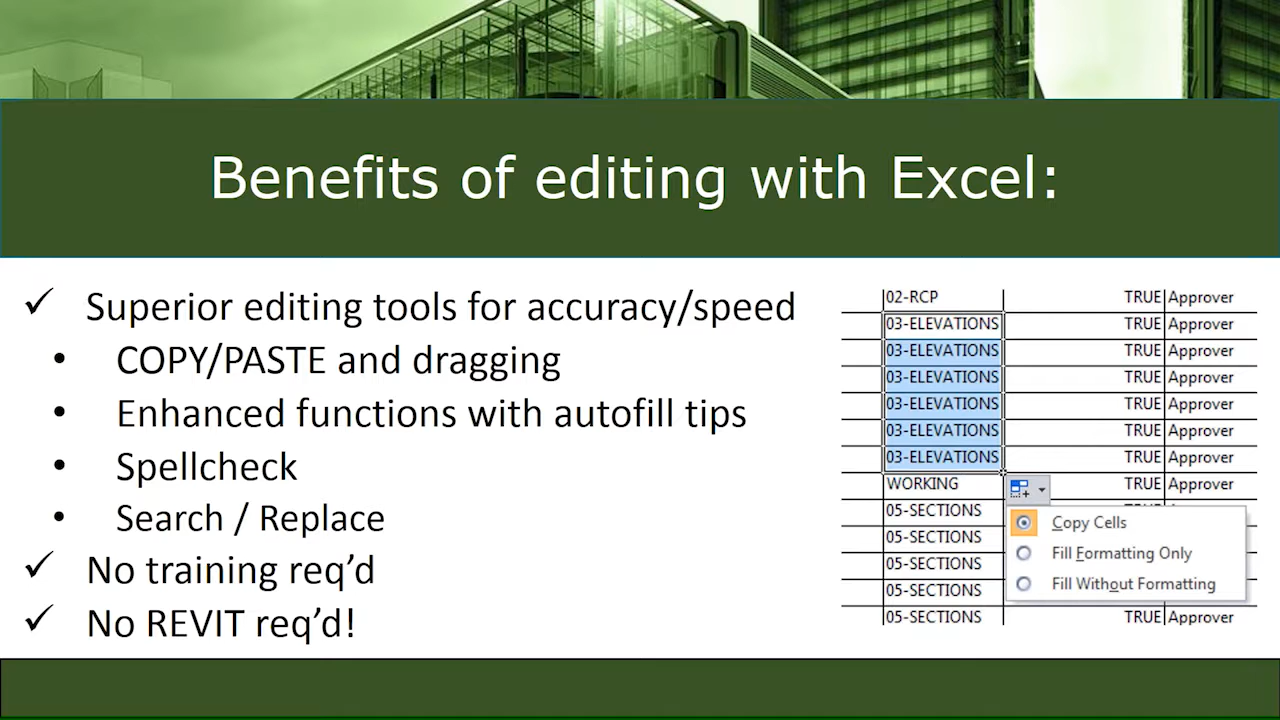 Benefits of editing with Excel:
✓ Superior editing tools for accuracy/speed
• COPY/PASTE and dragging
• Enhanced functions with autofill tips
• Spellcheck
• Search / Replace
✓ No training req’d
✓ No REVIT req’d!
02-RCP TRUE Approver
03-ELEVATIONS TRUE Approver
03-ELEVATIONS TRUE Approver
03-ELEVATIONS TRUE Approver
03-ELEVATIONS TRUE Approver
03-ELEVATIONS TRUE Approver
03-ELEVATIONS TRUE Approver
WORKING TRUE Approver
05-SECTIONS
05-SECTIONS
05-SECTIONS
05-SECTIONS
05-SECTIONS TRUE Approver
Copy Cells
Fill Formatting Only
Fill Without Formatting